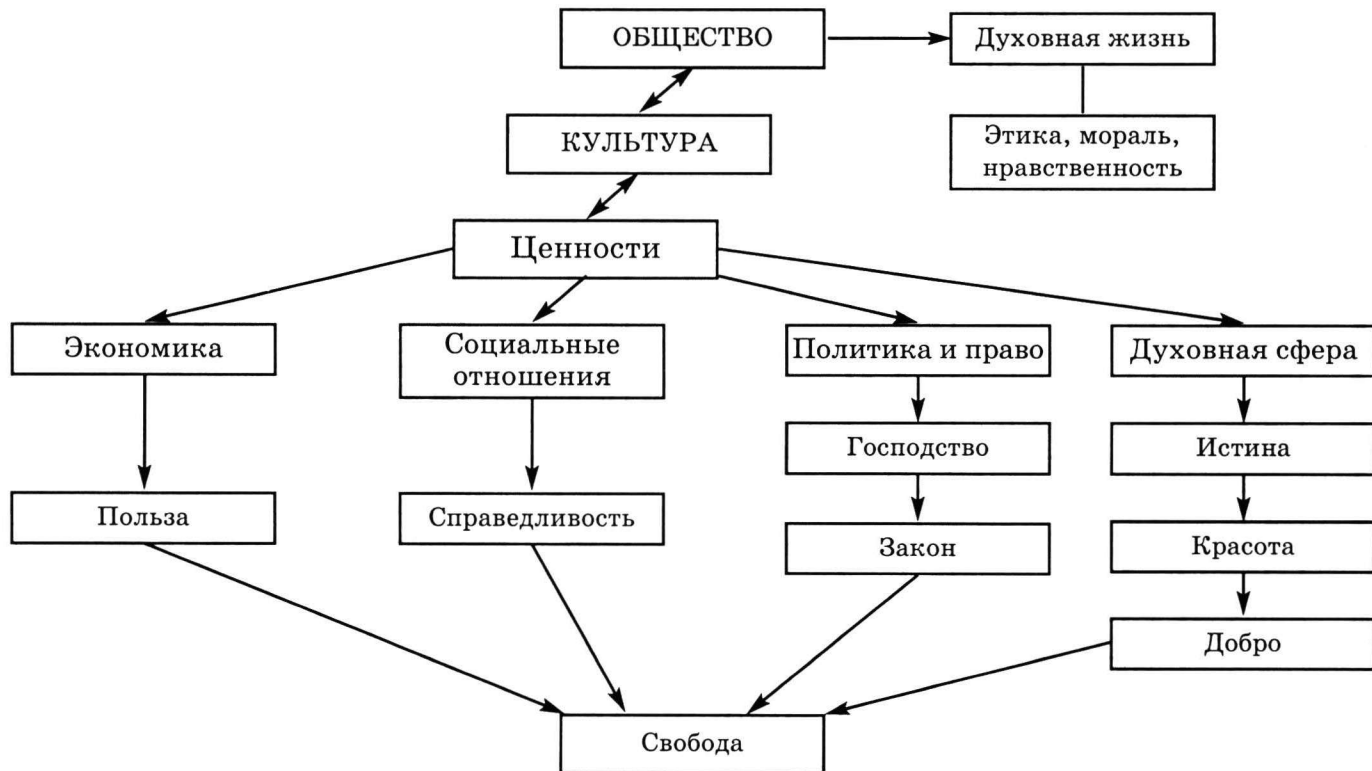 ОБЩЕСТВО
Духовная жизнь
КУЛЬТУРА
Этика, мораль,
нравственность
Ценности
Экономика
Социальные
отношения
Политика и право
Духовная сфера
Господство
Истина
Польза
Справедливость
Закон
Красота
Добро
Свобода